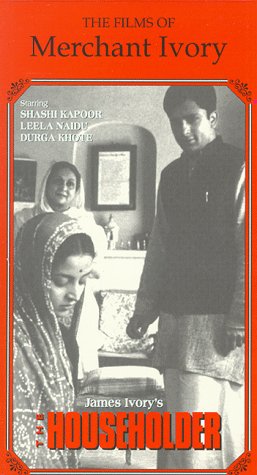 THE FILMS OF
Merchant Ivory
Starring
SHASHI KAPOOR
LEELA NAIDU
DURGA KHOTE
James Ivory's
THE HOUSEHOLDER